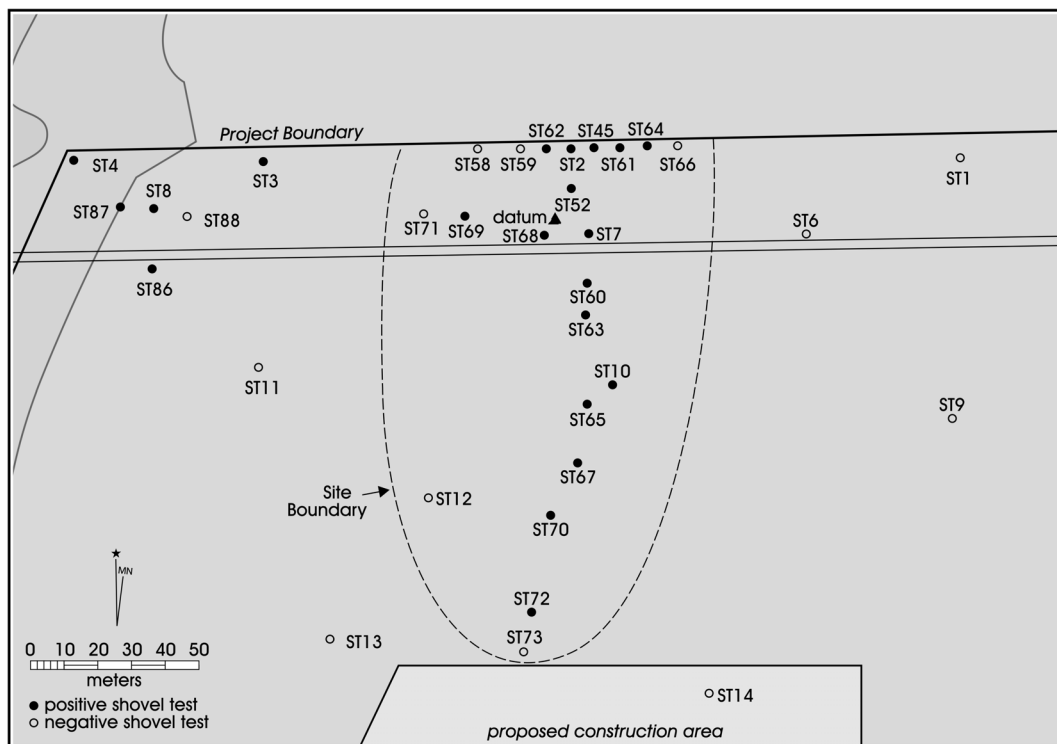 Project Boundary
ST62 ST45 ST64
ST4 ST3 ST58 ST59 ST2 ST61 ST66 ST1
ST87 ST8 ST88 ST52
ST71 ST69 datum ST6
ST68 ST7
ST86
ST60
ST63
ST11 ST10
ST65
ST9
ST67
Site
Boundary
ST12
ST70
MN
ST72
ST13 ST73
0 10 20 30 40 50
meters
ST14
positive shovel test
negative shovel test
proposed construction area